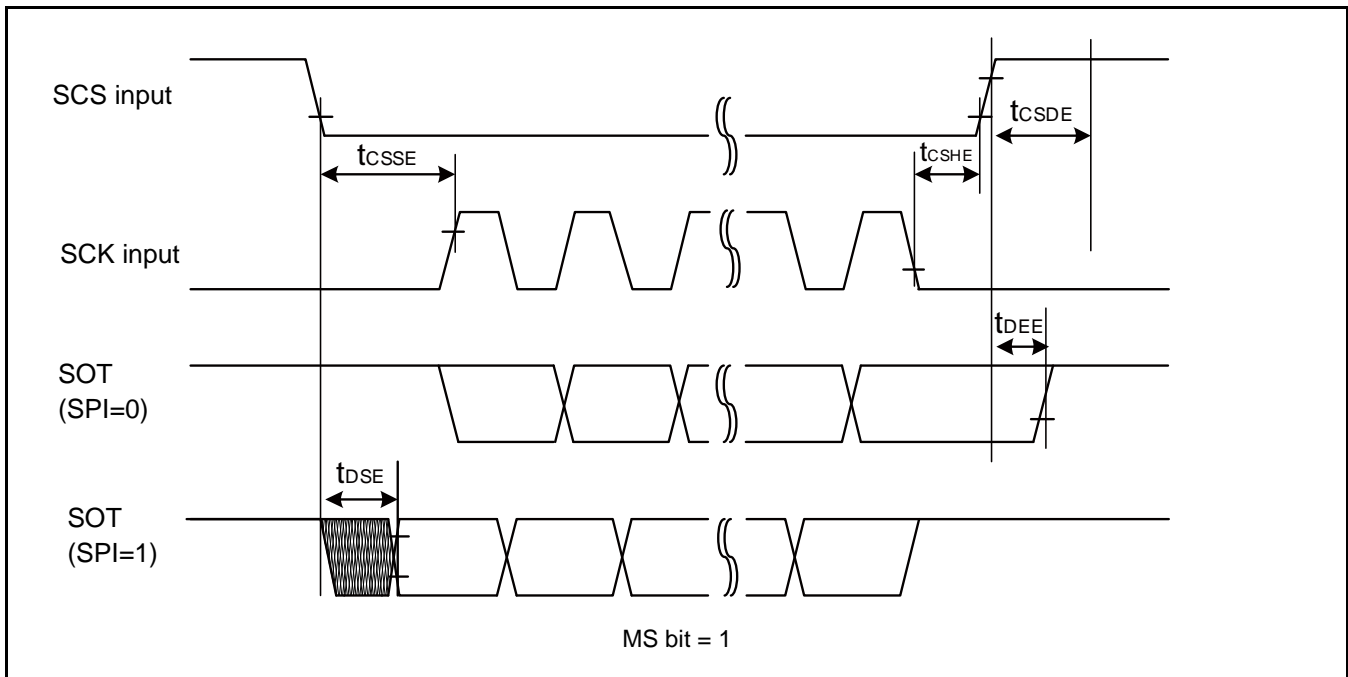 SCS input
tCSDE
tCSSE
tCSHE
SCK input
tDEE
SOT
(SPI=0)
tDSE
SOT
(SPI=1)
MS bit = 1